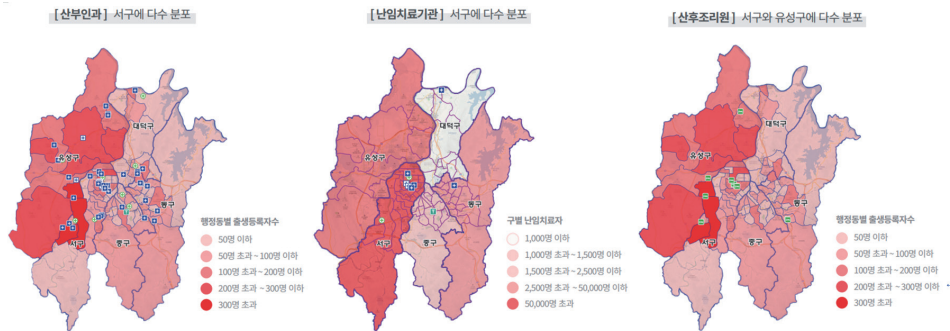 [산부인과] 서구에 다수 분포
[난임치료기관] 서구에 다수 분포
[산후조리원] 서구와 유성구에 다수 분포
대덕구
유성구
동구
서구
중구
행정동별 출생등록자수
50명 이하
50명 초과~100명 이하
100명 초과~200명 이하
200명 초과~300명 이하
300명 초과
대덕구
유성구
동구
서구
중구
구별 난임치료자
1,000명 이하
1,000명 초과~1,500명 이하
1,500명 초과~2,500명 이하
2,500명 초과~50,000명 이하
50,000명 초과
대덕구
유성구
동구
서구
중구
행정동별 출생등록자수
50명 이하
50명 초과~100명 이하
100명 초과~200명 이하
200명 초과~300명 이하
300명 초과